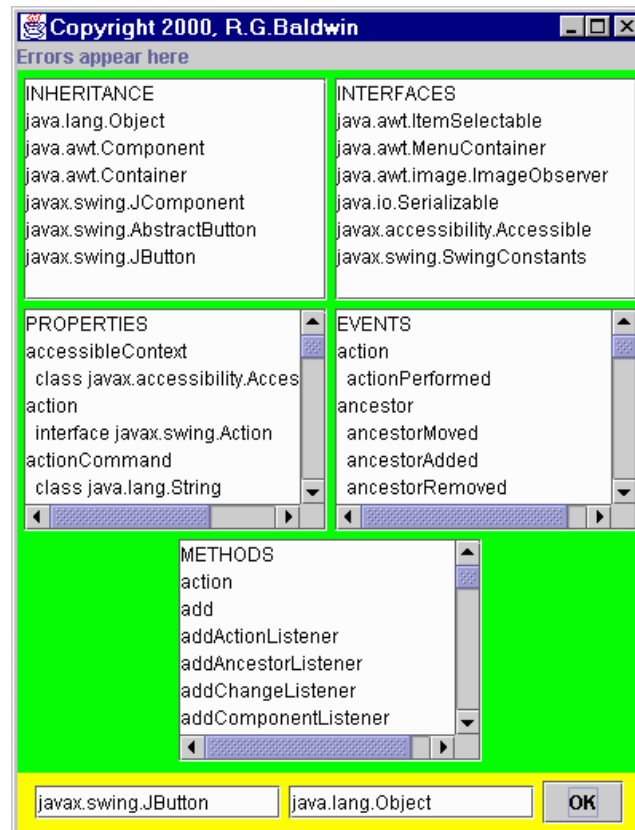 Copyright 2000, R.G.Baldwin
Errors appear here
INHERITANCE
java.lang.Object
java.awt.Component
java.awt.Container
javax.swing.JComponent
javax.swing.AbstractButton
javax.swing.JButton
INTERFACES
java.awt.ItemSelectable
java.awt.MenuContainer
java.awt.image.ImageObserver
java.io.Serializable
javax.accessibility.Accessible
javax.swing.SwingConstants
PROPERTIES
accessibleContext
class javax.accessibility.Acces
action
interface javax.swing.Action
actionCommand
class java.lang.String
EVENTS
action
actionPerformed
ancestor
ancestorMoved
ancestorAdded
ancestorRemoved
METHODS
action
add
addActionListener
addAncestorListener
addChangeListener
addComponentListener
javax.swing.JButton
java.lang.Object
OK